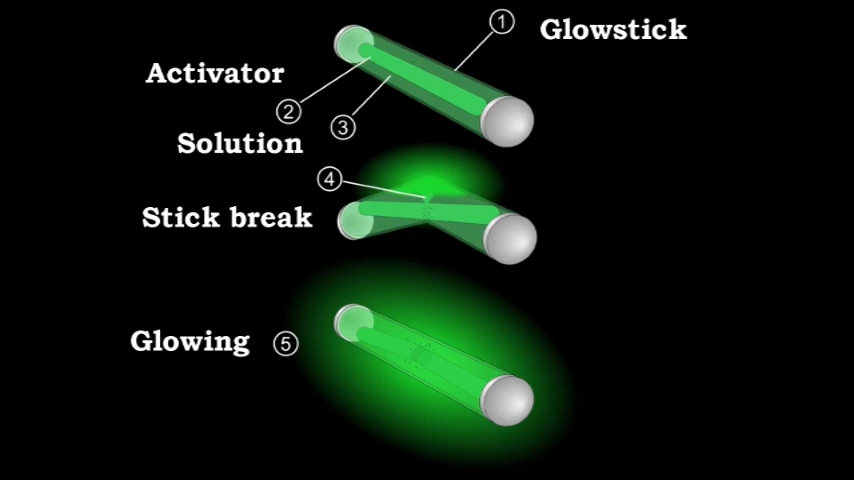 ① Glowstick
Activator
②
③
Solution
④
Stick break
Glowing ⑤